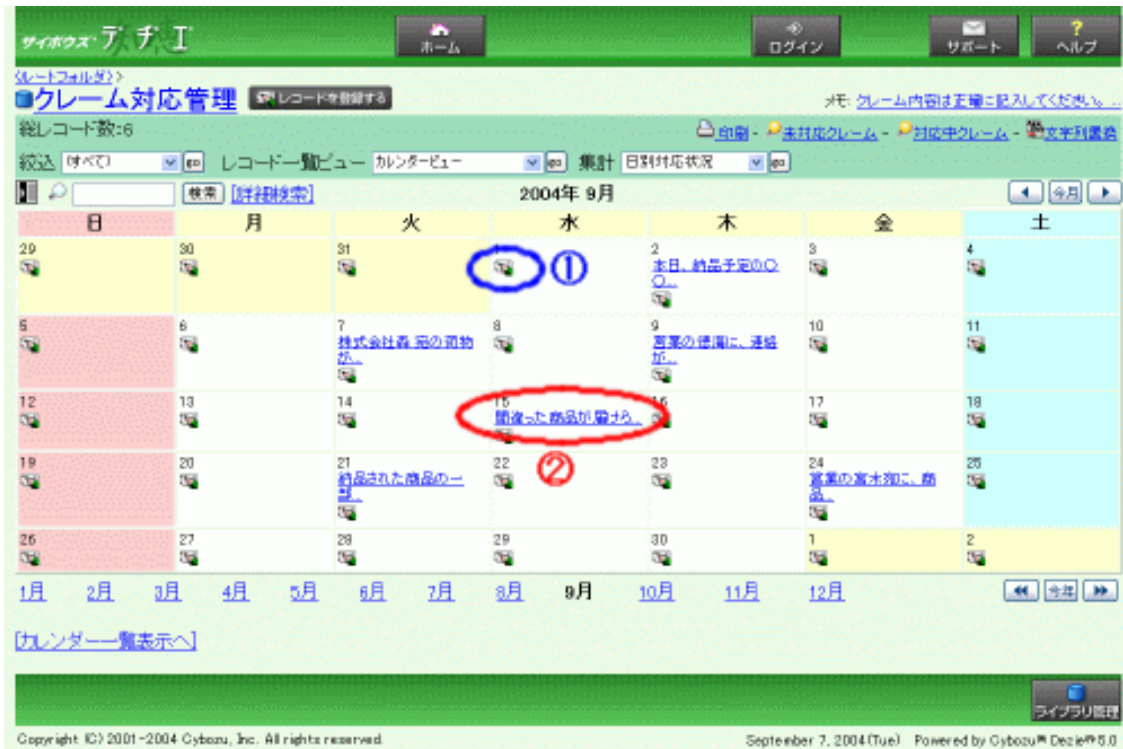 サイボウズ デヂエ
ホーム
ログイン
サポート
ヘルプ
(ルートフォルダ) >
クレーム対応管理 レコードを登録する
メモ: クレーム内容は正確に記入してください。 ...
総レコード数:6
印刷 - 未対応クレーム - 対応中クレーム - 文字列置換
絞込 (すべて) go レコード一覧ビュー カレンダービュー go 集計 日別対応状況 go
検索 [詳細検索] 2004年 9月 今月
日 月 火 水 木 金 土
29 30 31 ① 2 3 4
本日、納品予定の○
○...
5 6 7 8 9 10 11
株式会社森 宛の荷物
が...
営業の に、連絡
が...
12 13 14 15 16 17 18
間違った商品が届けら...
②
19 20 21 22 23 24 25
納品された商品の一
部...
営業の宮本宛に、商
品...
26 27 28 29 30 1 2
1月 2月 3月 4月 5月 6月 7月 8月 9月 10月 11月 12月 今年
[カレンダー一覧表示へ]
ライブラリ管理
Copyright (C) 2001-2004 Cybozu, Inc. All rights reserved.
September 7, 2004(Tue) Powered by Cybozu® Dezie® 5.0